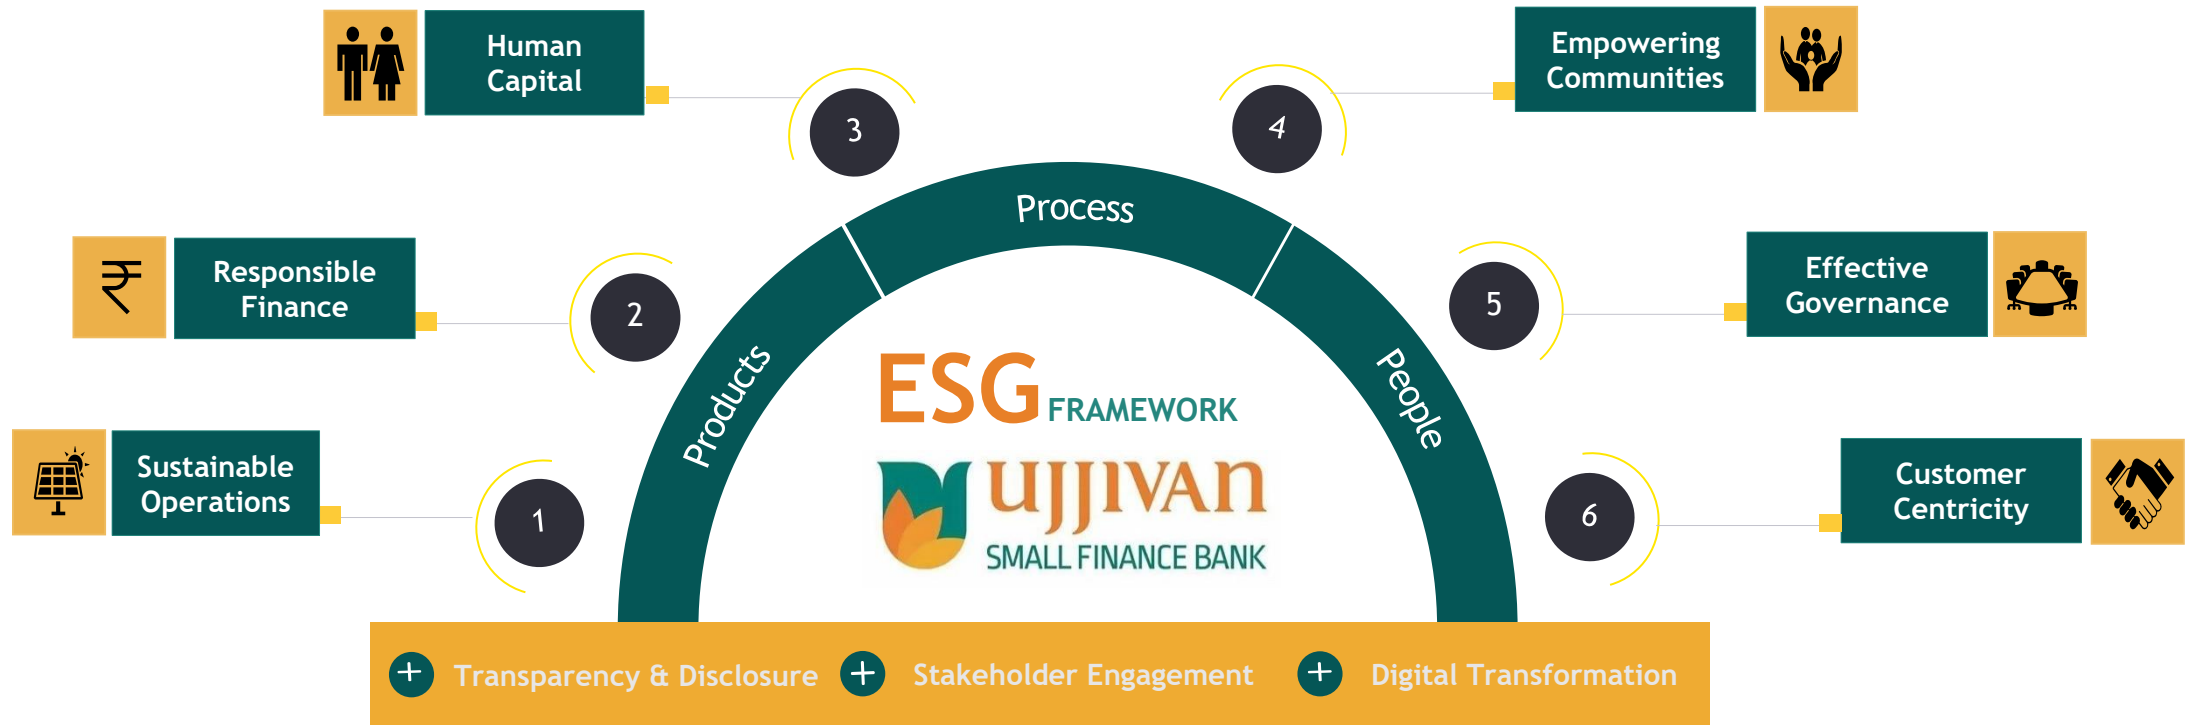 Human
Capital
3
Empowering
Communities
4
Process
Responsible
Finance
2
Effective
Governance
5
Products
People
ESG FRAMEWORK
Sustainable
Operations
1
ujjivan
SMALL FINANCE BANK
Customer
Centricity
6
+ Transparency & Disclosure + Stakeholder Engagement + Digital Transformation
₹